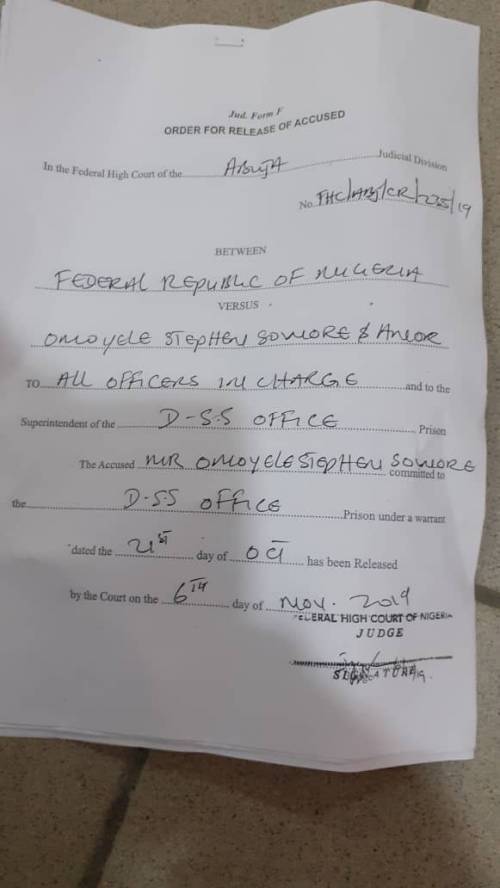 Jud. Form F
ORDER FOR RELEASE OF ACCUSED
In the Federal High Court of the ABUJA Judicial Division
No. FHC/ABJ/CR/235/19
BETWEEN
FEDERAL REPUBLIC OF NIGERIA
VERSUS
OMOYELE STEPHEN SOWORE & ANOR
TO ALL OFFICERS IN CHARGE and to the
Superintendent of the D-S.S OFFICE Prison
The Accused MR OMOYELE STEPHEN SOWORE committed to
the D-S.S OFFICE Prison under a warrant
dated the 21st day of Oct has been Released
by the Court on the 6TH day of NOV. 2019
FEDERAL HIGH COURT OF NIGERIA
JUDGE
SIGNATURE